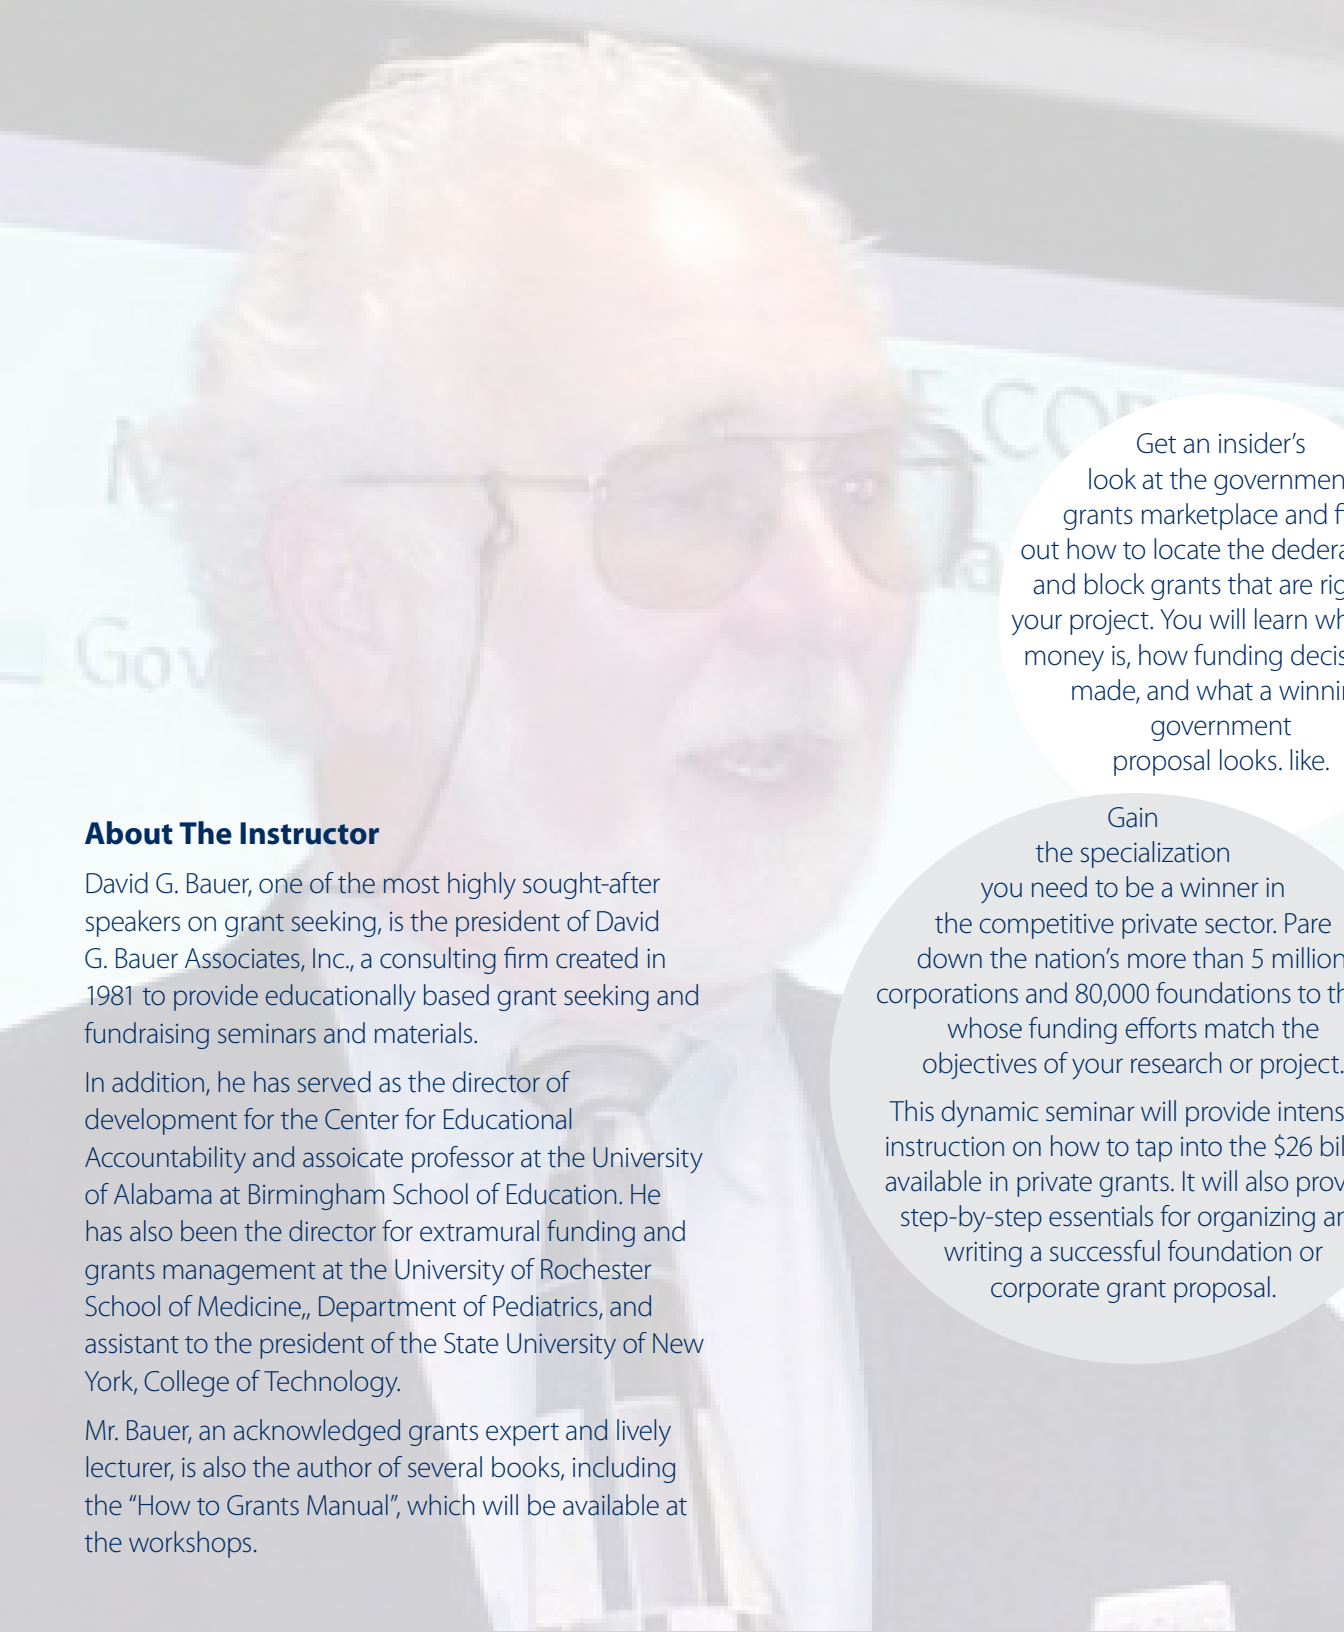 Gov
COR
Get an insider’s
look at the governmen
grants marketplace and
out how to locate the
and block grants that are
your project. You will learn
money is, how funding
made, and what a
government
proposal looks. like.
Gain
the specialization
you need to be a winner in
the competitive private sector. Pare
down the nation’s more than 5 million
corporations and 80,000 foundations to
whose funding efforts match the
objectives of your research or project.
This dynamic seminar will provide
instruction on how to tap into the $26
available in private grants. It will also
step-by-step essentials for organizing
writing a successful foundation or
corporate grant proposal.
About The Instructor
David G. Bauer, one of the most highly sought-after
speakers on grant seeking, is the president of David
G. Bauer Associates, Inc., a consulting firm created in
1981 to provide educationally based grant seeking and
fundraising seminars and materials.
In addition, he has served as the director of
development for the Center for Educational
Accountability and assoicate professor at the University
of Alabama at Birmingham School of Education. He
has also been the director for extramural funding and
grants management at the University of Rochester
School of Medicine,, Department of Pediatrics, and
assistant to the president of the State University of New
York, College of Technology.
Mr. Bauer, an acknowledged grants expert and lively
lecturer, is also the author of several books, including
the “How to Grants Manual”, which will be available at
the workshops.